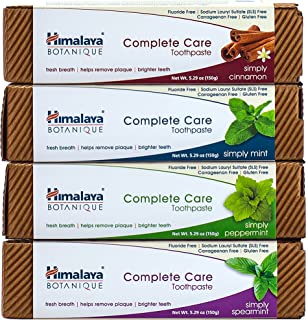 Fluoride Free | Sodium Lauryl Sulfate (SLS) Free
Carrageenan Free | Gluten Free
Himalaya
BOTANIQUE
Complete Care
Toothpaste
fresh breath | helps remove plaque | brighter teeth
simply
cinnamon
Net Wt. 5.29 oz (150g)
Fluoride Free | Sodium Lauryl Sulfate (SLS) Free
Carrageenan Free | Gluten Free
Himalaya
BOTANIQUE
Complete Care
Toothpaste
fresh breath | helps remove plaque | brighter teeth
simply mint
Net Wt. 5.29 oz (150g)
Fluoride Free | Sodium Lauryl Sulfate (SLS) Free
Carrageenan Free | Gluten Free
Himalaya
BOTANIQUE
Complete Care
Toothpaste
fresh breath | helps remove plaque | brighter teeth
simply
peppermint
Net Wt. 5.29 oz (150g)
Fluoride Free | Sodium Lauryl Sulfate (SLS) Free
Carrageenan Free | Gluten Free
Himalaya
BOTANIQUE
Complete Care
Toothpaste
fresh breath | helps remove plaque | brighter teeth
simply
spearmint
Net Wt. 5.29 oz (150g)